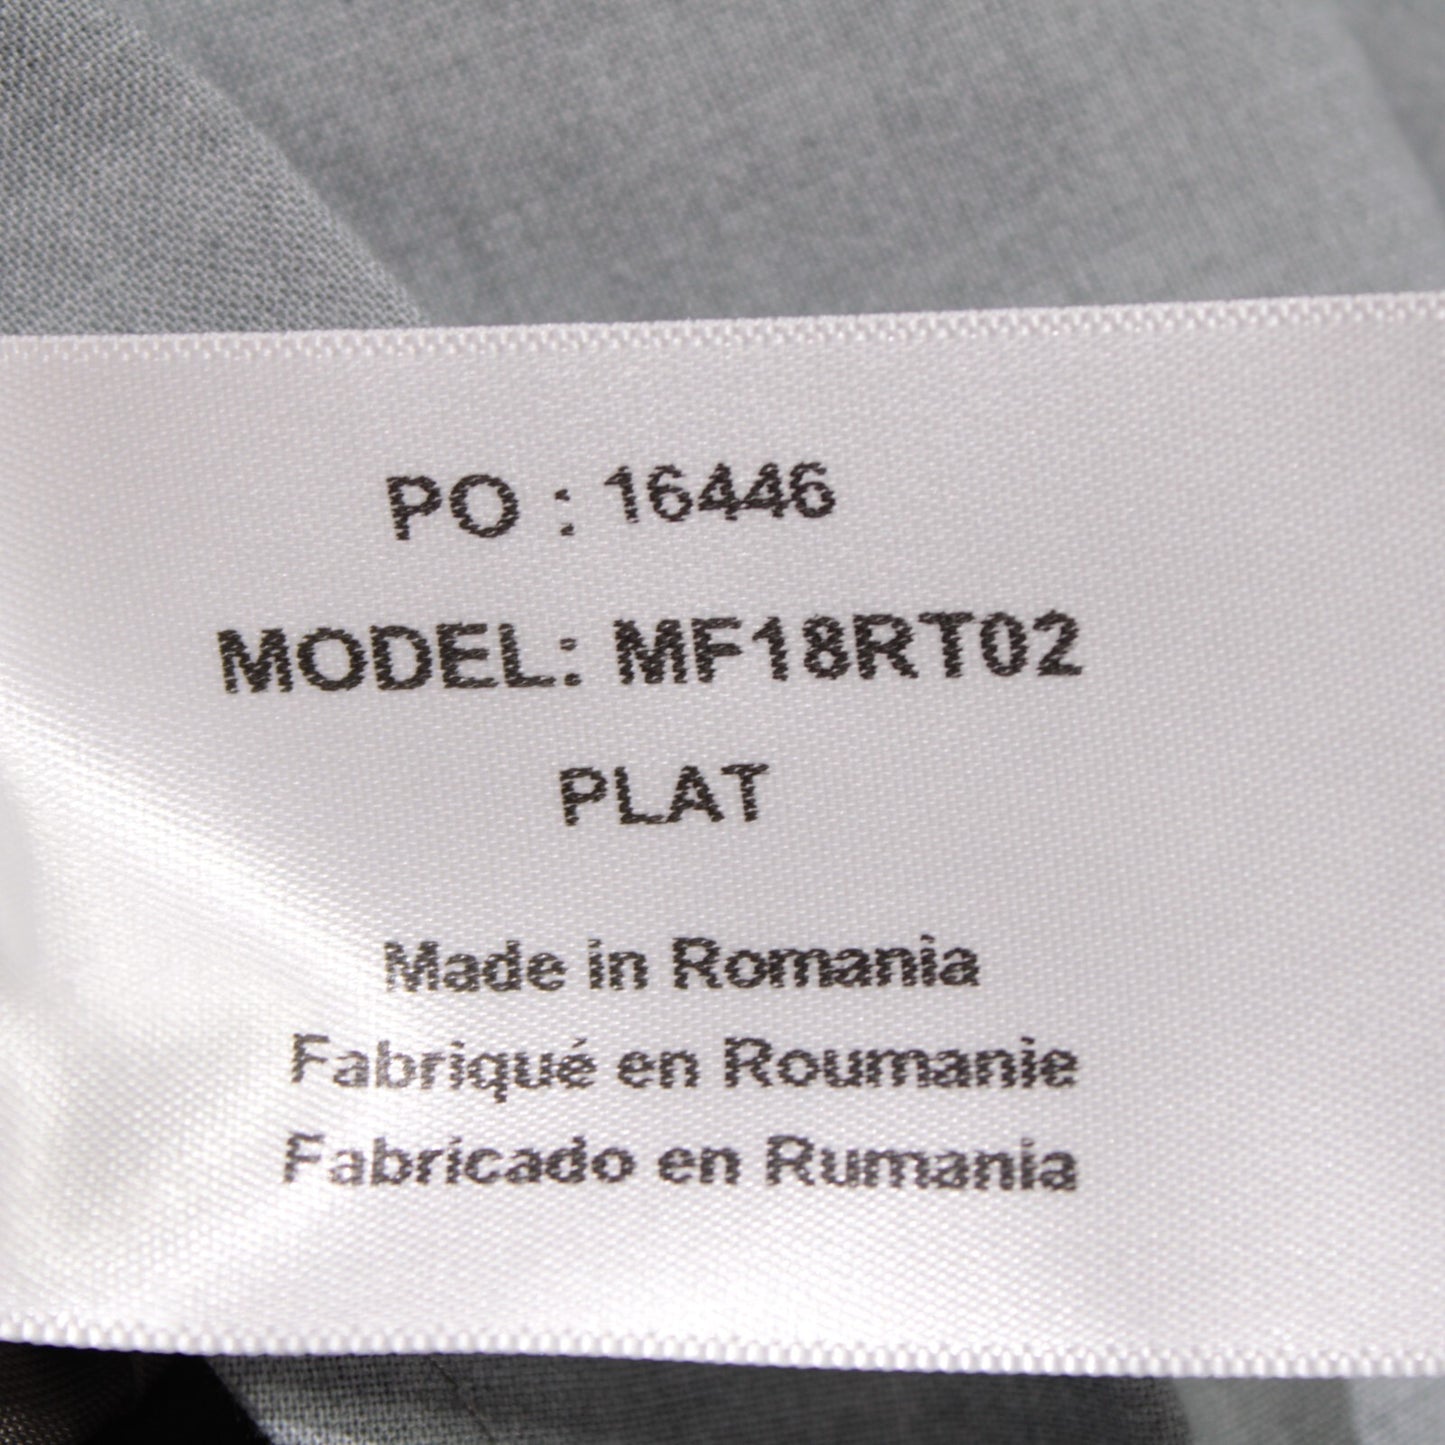 PO : 16446
MODEL: MF18RT02
PLAT
Made in Romania
Fabriqué en Roumanie
Fabricado en Rumania